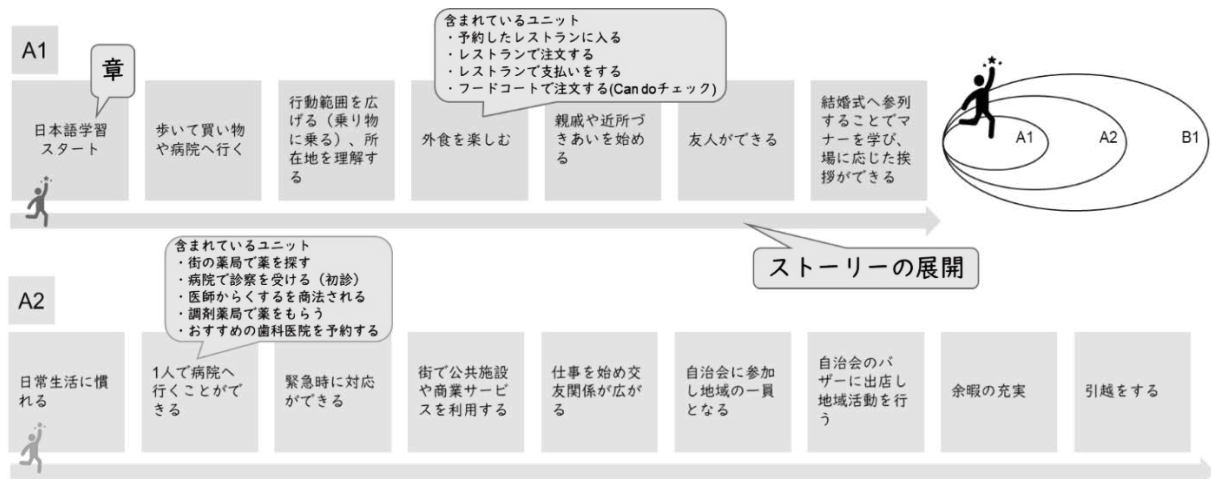 A1
章
含まれているユニット
・予約したレストランに入る
・レストランで注文する
・レストランで支払いをする
・フードコートで注文する(Can doチェック)
日本語学習
スタート
歩いて買い物
や病院へ行く
行動範囲を広
げる（乗り物
に乗る）、所
在地を理解す
る
外食を楽しむ
親戚や近所づ
きあいを始め
る
友人ができる
結婚式へ参列
することでマ
ナーを学び、
場に応じた挨
拶ができる
A1
A2
B1
ストーリーの展開
A2
含まれているユニット
・街の薬局で薬を探す
・病院で診察を受ける（初診）
・医師からくするを商法される
・調剤薬局で薬をもらう
・おすすめの歯科医院を予約する
日常生活に慣
れる
1人で病院へ
行くことがで
きる
緊急時に対応
ができる
街で公共施設
や商業サービ
スを利用する
仕事を始め交
友関係が広が
る
自治会に参加
し地域の一員
となる
自治会のバ
ザーに出店し
地域活動を行
う
余暇の充実
引越をする